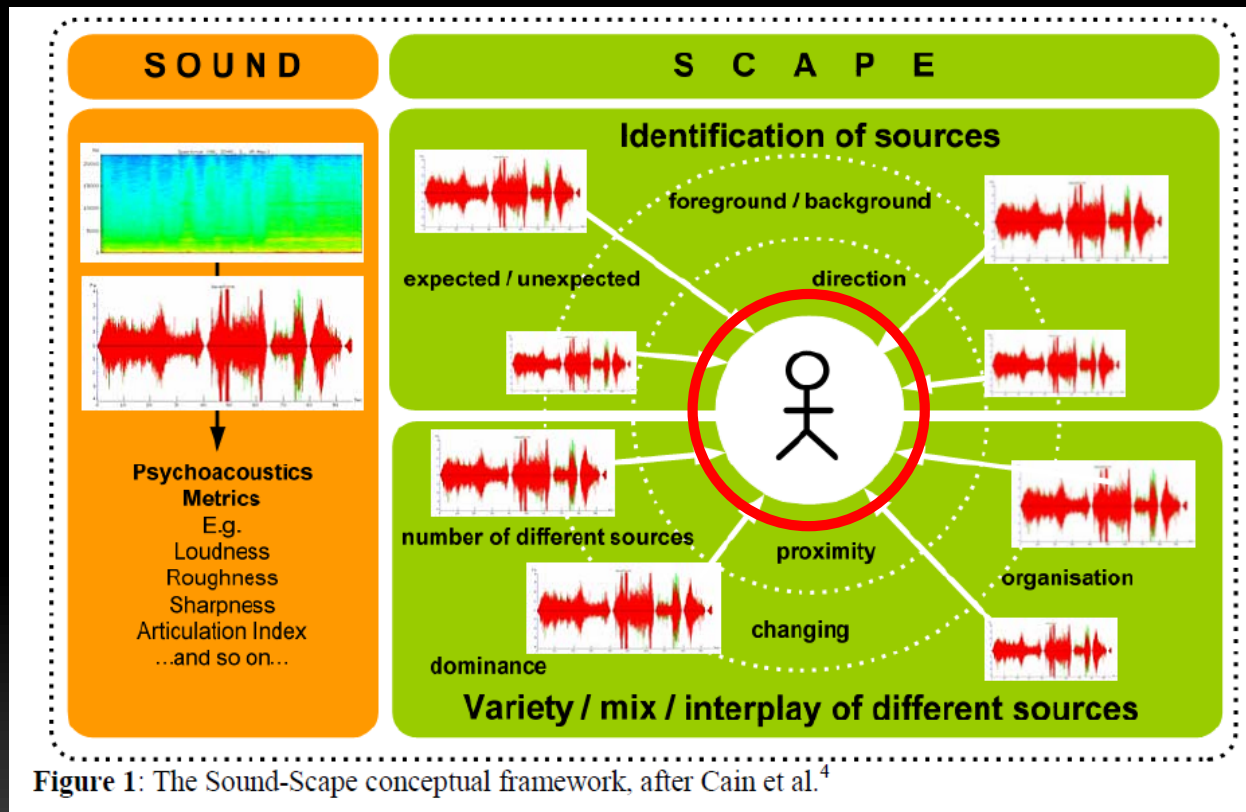 SOUND
SCAPE
Psychoacoustics
Metrics
E.g.
Loudness
Roughness
Sharpness
Articulation Index
...and so on...
Identification of sources
foreground / background
expected / unexpected
direction
number of different sources
proximity
organisation
changing
dominance
Variety / mix / interplay of different sources
Figure 1: The Sound-Scape conceptual framework, after Cain et al.4